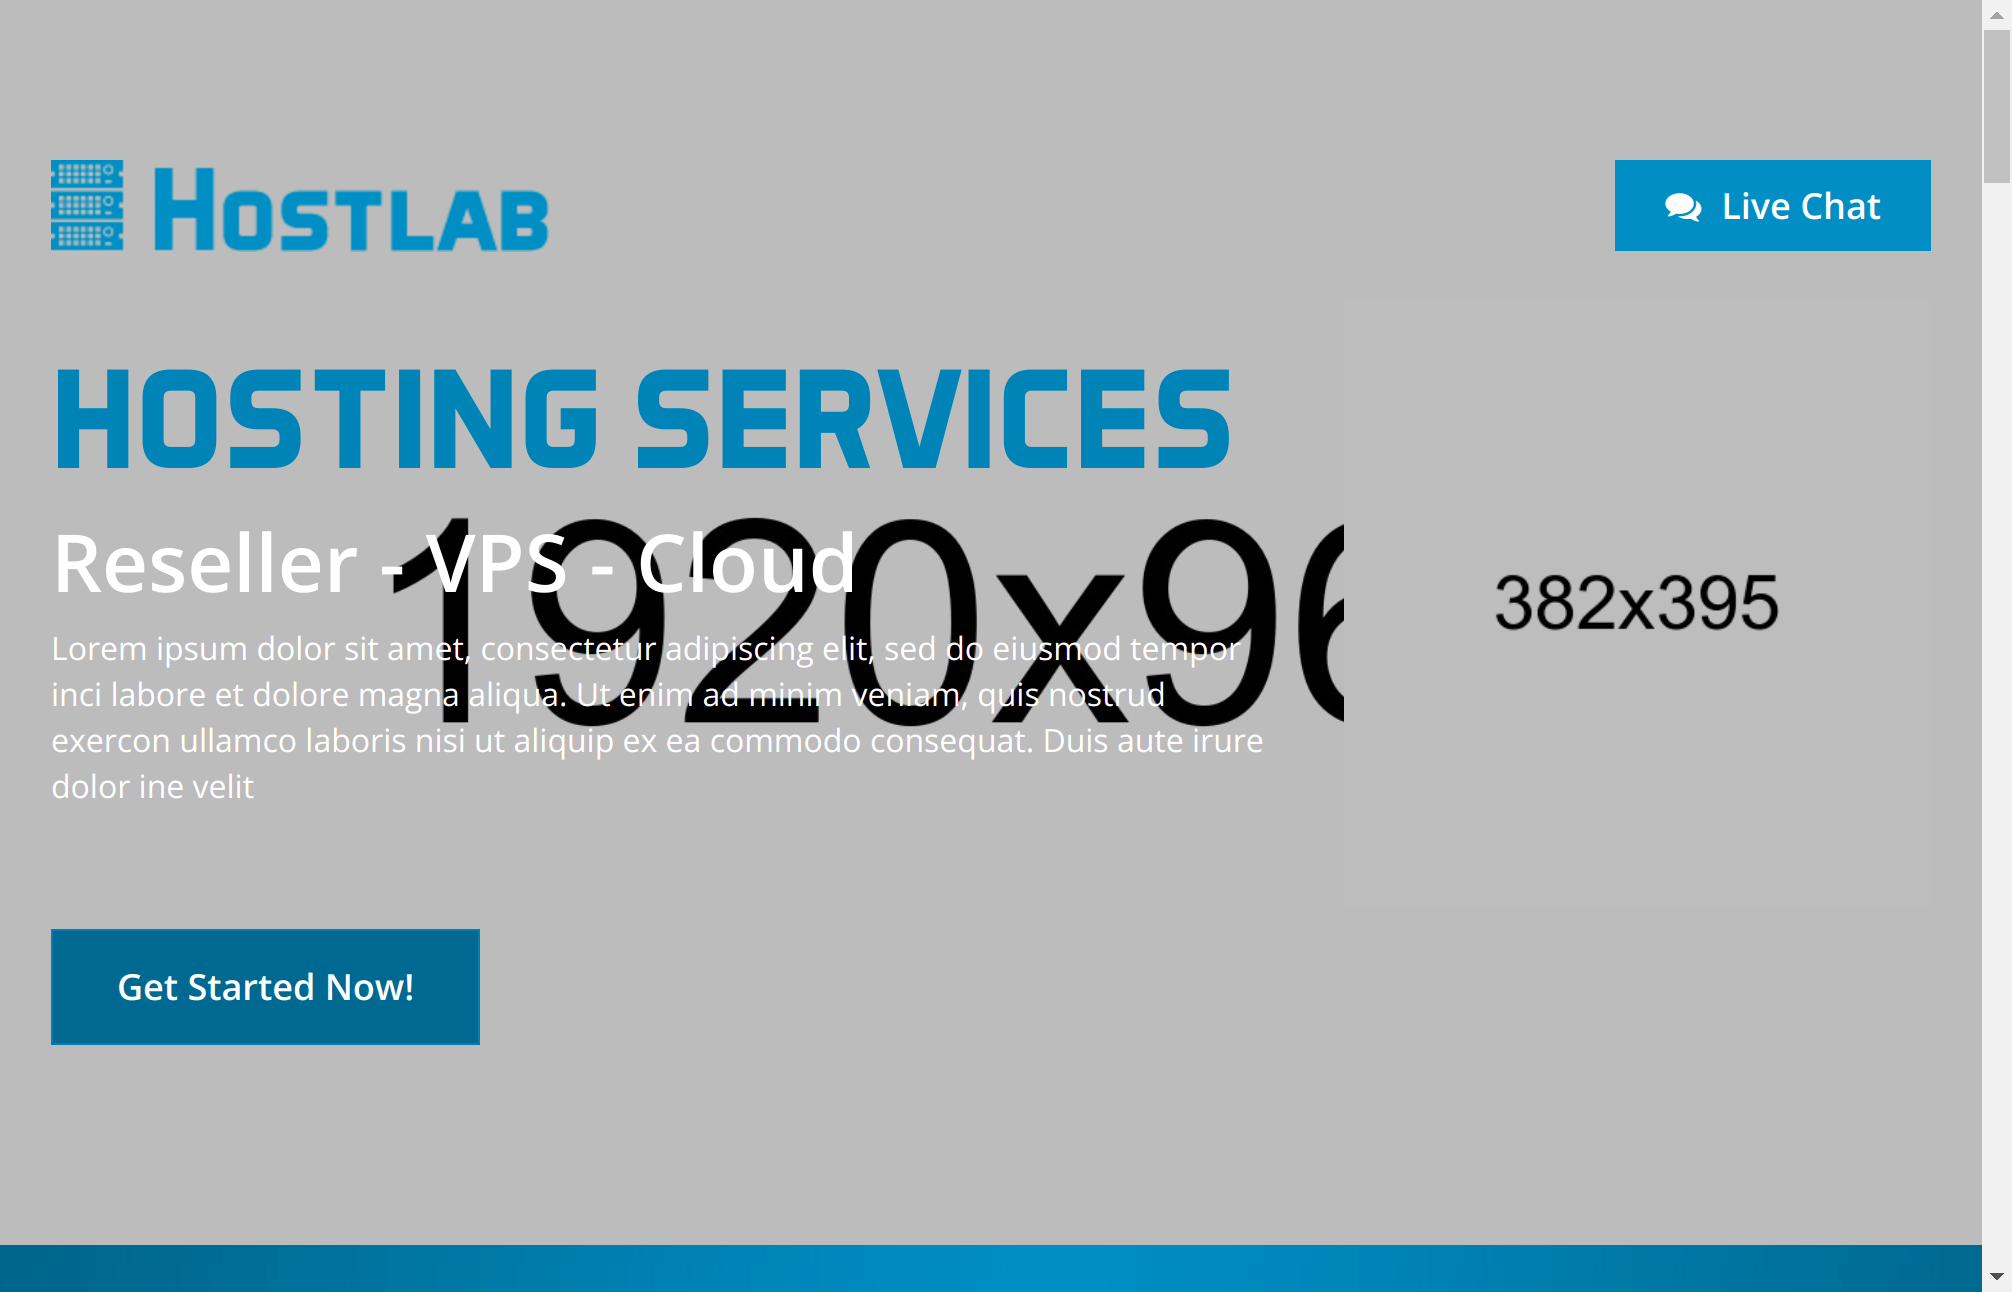 HOSTLAB
Live Chat
HOSTING SERVICES
1920x96
Reseller - VPS - Cloud
382x395
Lorem ipsum dolor sit amet, consectetur adipiscing elit, sed do eiusmod tempor
inci labore et dolore magna aliqua. Ut enim ad minim veniam, quis nostrud
exercon ullamco laboris nisi ut aliquip ex ea commodo consequat. Duis aute irure
dolor ine velit
Get Started Now!